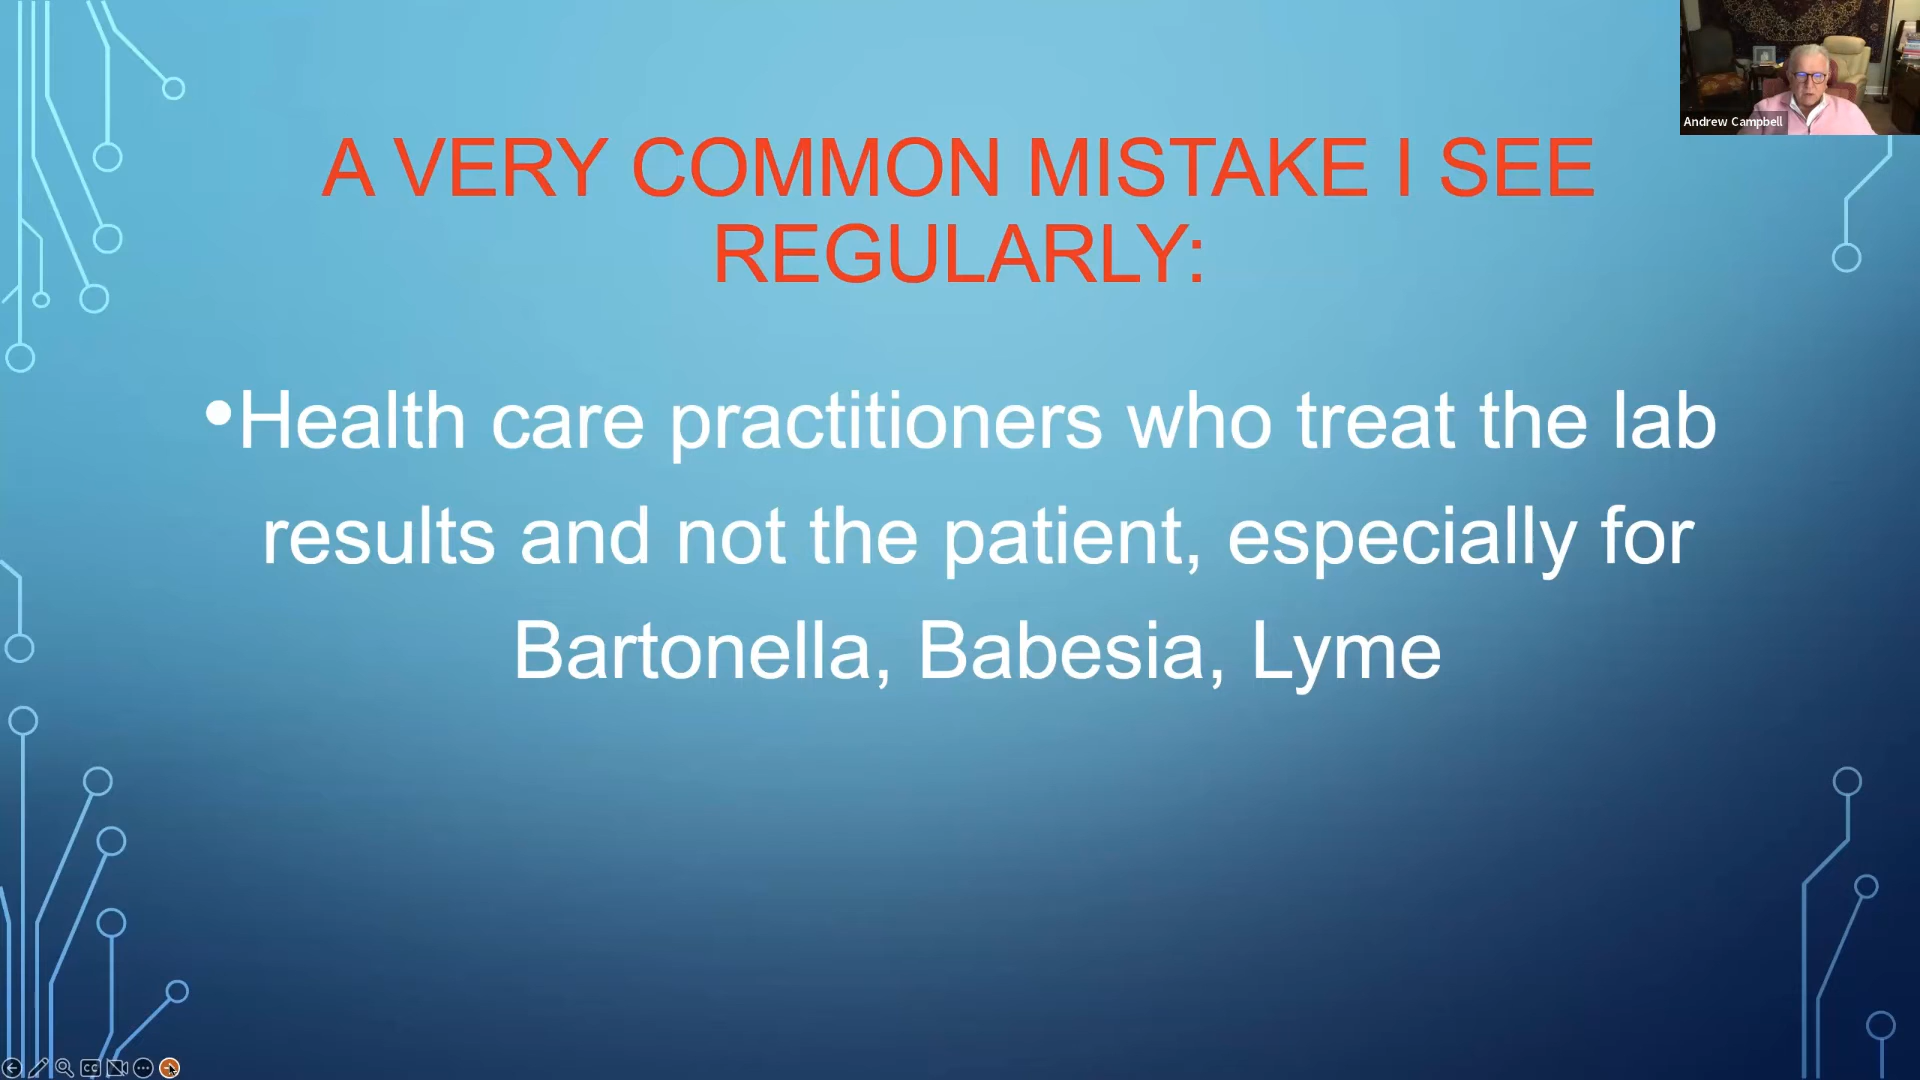 Andrew Campbell
A VERY COMMON MISTAKE I SEE
REGULARLY:
•Health care practitioners who treat the lab
results and not the patient, especially for
Bartonella, Babesia, Lyme
CC